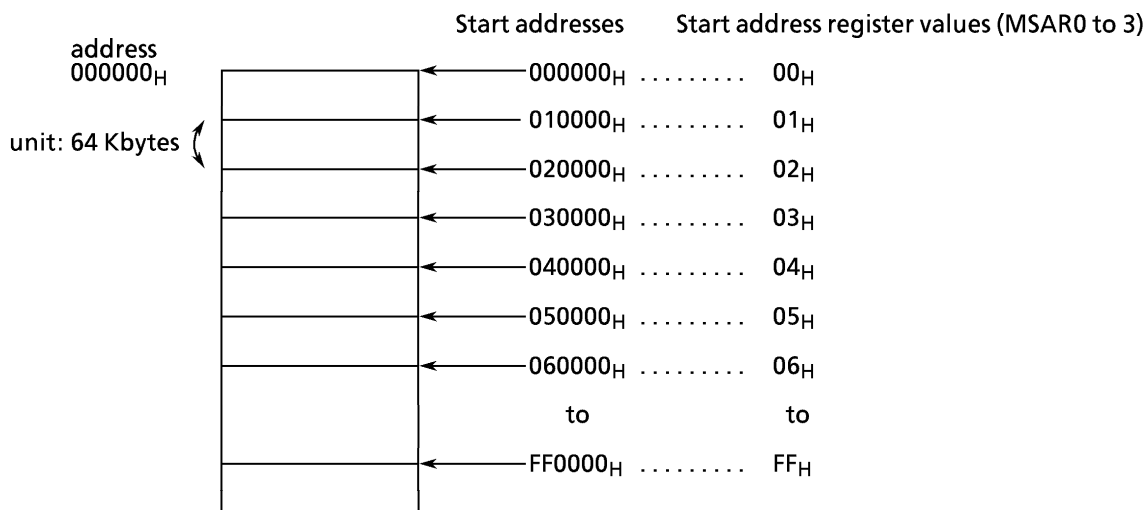 Start addresses Start address register values (MSAR0 to 3)
address
000000H 000000H ......... 00H
010000H ......... 01H
unit: 64 Kbytes
020000H ......... 02H
030000H ......... 03H
040000H ......... 04H
050000H ......... 05H
060000H ......... 06H
to to
FF0000H ......... FFH